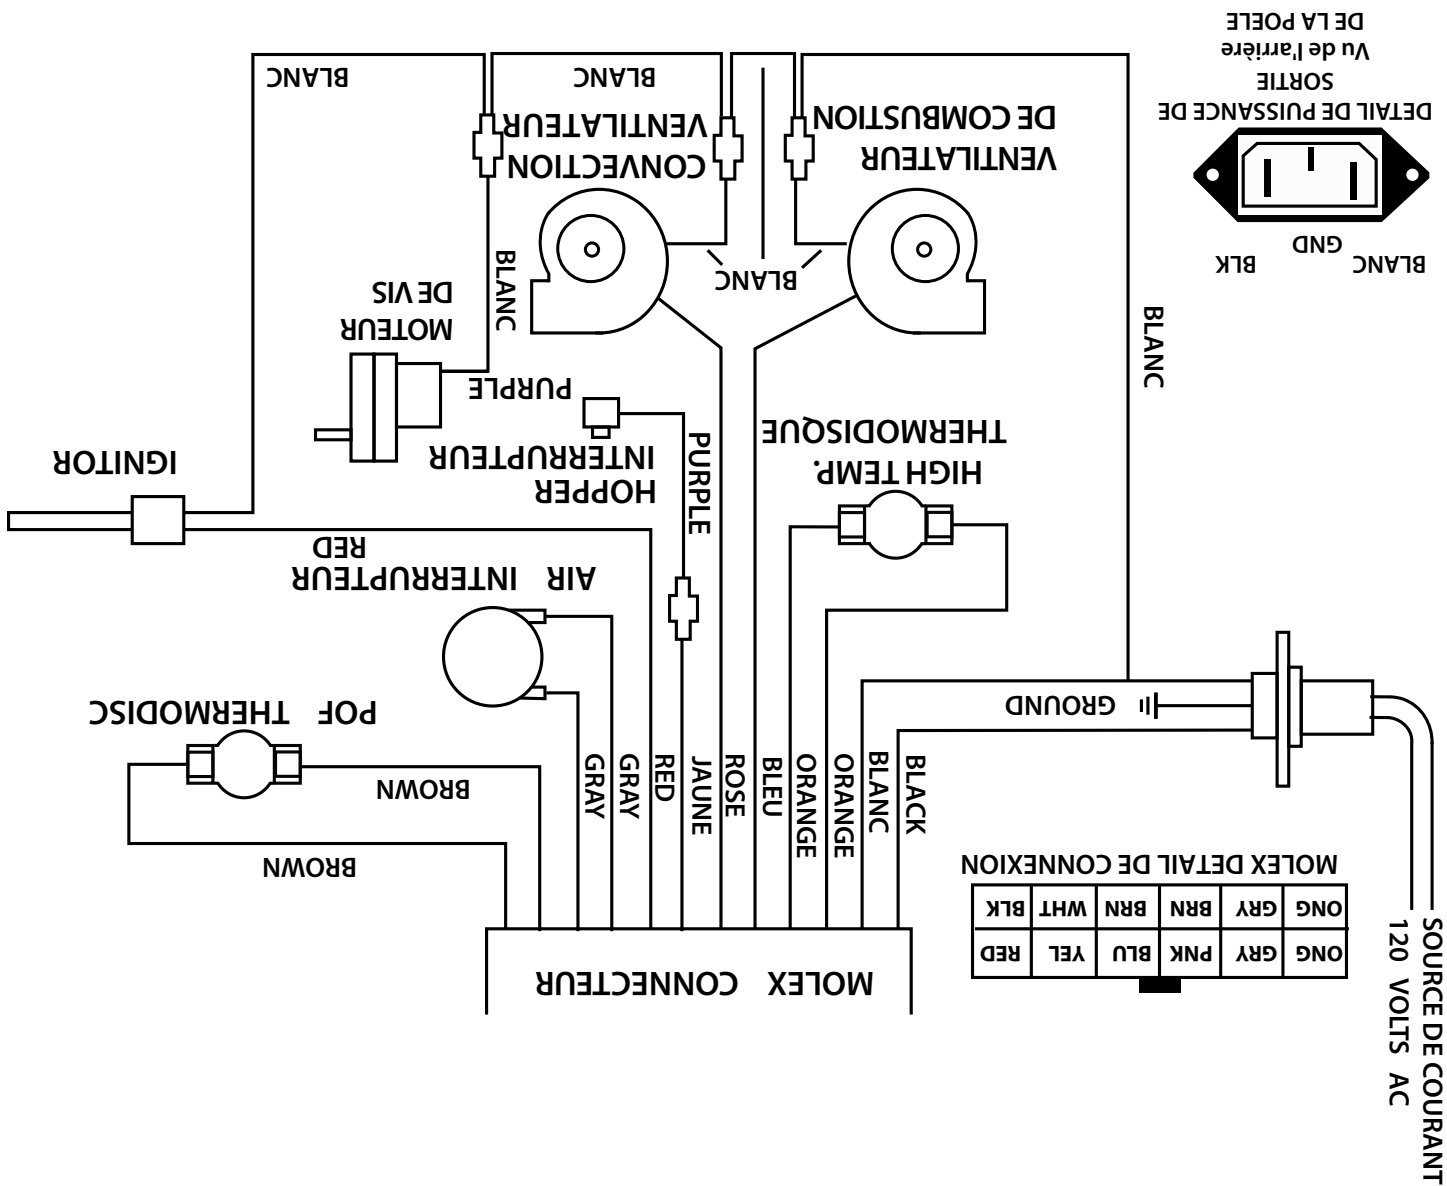 SOURCE DE COURANT
120 VOLTS AC
MOLEX CONNECTEUR
ONG GRY PNK BLU YEL RED
ONG GRY BRN BRN WHT BLK
MOLEX DETAIL DE CONNEXION
BLACK
BLANC
ORANGE
ORANGE
BLEU
ROSE
JAUNE
RED
GRAY
GRAY
BROWN
BROWN
POF THERMODISC
GROUND
AIR INTERRUPTEUR
RED
IGNITOR
HIGH TEMP.
THERMODISQUE
PURPLE
HOPPER
INTERRUPTEUR
PURPLE
MOTEUR
DE VIS
BLANC
BLANC
BLANC
VENTILATEUR
DE COMBUSTION
CONVECTION
VENTILATEUR
BLANC
BLANC
BLANC
GND
BLK
DETAIL DE PUISSANCE DE
SORTIE
Vu de l'arrière
DE LA POELE